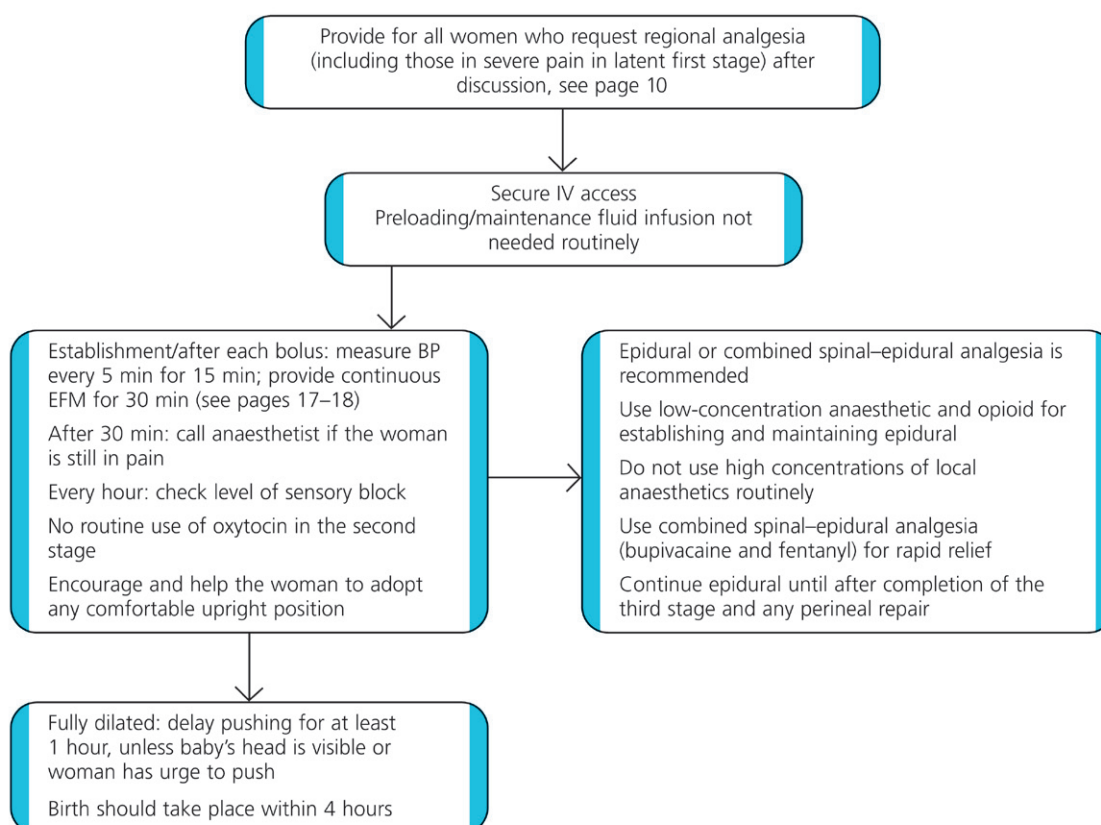 Provide for all women who request regional analgesia
(including those in severe pain in latent first stage) after
discussion, see page 10
Secure IV access
Preloading/maintenance fluid infusion not
needed routinely
Establishment/after each bolus: measure BP
every 5 min for 15 min; provide continuous
EFM for 30 min (see pages 17–18)
After 30 min: call anaesthetist if the woman
is still in pain
Every hour: check level of sensory block
No routine use of oxytocin in the second
stage
Encourage and help the woman to adopt
any comfortable upright position
Epidural or combined spinal–epidural analgesia is
recommended
Use low-concentration anaesthetic and opioid for
establishing and maintaining epidural
Do not use high concentrations of local
anaesthetics routinely
Use combined spinal–epidural analgesia
(bupivacaine and fentanyl) for rapid relief
Continue epidural until after completion of the
third stage and any perineal repair
Fully dilated: delay pushing for at least
1 hour, unless baby’s head is visible or
woman has urge to push
Birth should take place within 4 hours